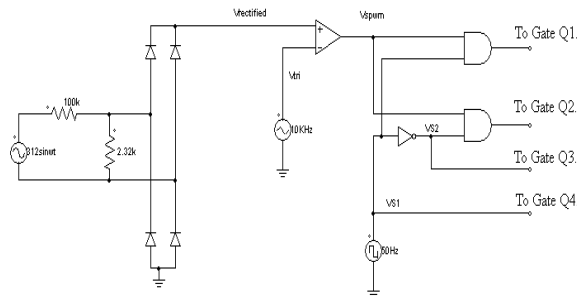 Vrectified
Vspwm
To Gate Q1.
Vtri
100k
To Gate Q2.
10KHz
VS2
312sinwt
2.32k
To Gate Q3.
VS1
To Gate Q4
50Hz